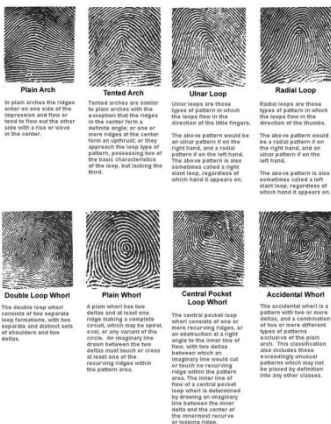 Plain Arch
In plain arches the ridges
enter on one side of the
impression and flow or
tend to flow out the other
side with a rise or wave
in the center.
Tented Arch
Tented arches are similar
to plain arches with the
exception that the ridges
in the center form a
definite angle; or one or
more ridges at the center
form an upthrust; or they
approach the loop type of
pattern, possessing two of
the basic characteristics
of the loop, but lacking the
third.
Ulnar Loop
Ulnar loops are those
types of pattern in which
the loops flow in the
direction of the little fingers.
The above pattern would be
an ulnar pattern if on the
right hand, and a radial
pattern if on the left hand.
The above pattern is also
sometimes called a right
slant loop, regardless of
which hand it appears on.
Radial Loop
Radial loops are those
types of pattern in which
the loops flow in the
direction of the thumbs.
The above pattern would
be a radial pattern if on
the right hand, and an
ulnar pattern if on the
left hand.
The above pattern is also
sometimes called a left
slant loop, regardless of
which hand it appears on.
Double Loop Whorl
The double loop whorl
consists of two separate
loop formations, with two
separate and distinct sets
of shoulders and two
deltas.
Plain Whorl
A plain whorl has two
deltas and at least one
ridge making a complete
circuit, which may be spiral,
oval, or any variant of the
circle. An imaginary line
drawn between the two
deltas must touch or cross
at least one of the
recurving ridges within the
pattern area.
Central Pocket
Loop Whorl
The central pocket loop
whorl consists of one or
more recurving ridges, or
an obstruction at a right
angle to the inner line of
flow, with two deltas
between which an
imaginary line would cut
or touch no recurving
ridge within the pattern
area. The inner line of
flow of a central pocket
loop whorl is determined
by drawing an imaginary
line between the inner
delta and the center of
the innermost recurve
or looping ridge.
Accidental Whorl
The accidental whorl is a
pattern with two or more
deltas, and a combination
of two or more different
types of patterns
exclusive of the plain
arch. This classification
also includes those
exceedingly unusual
patterns which may not
be placed by definition
into any other classes.